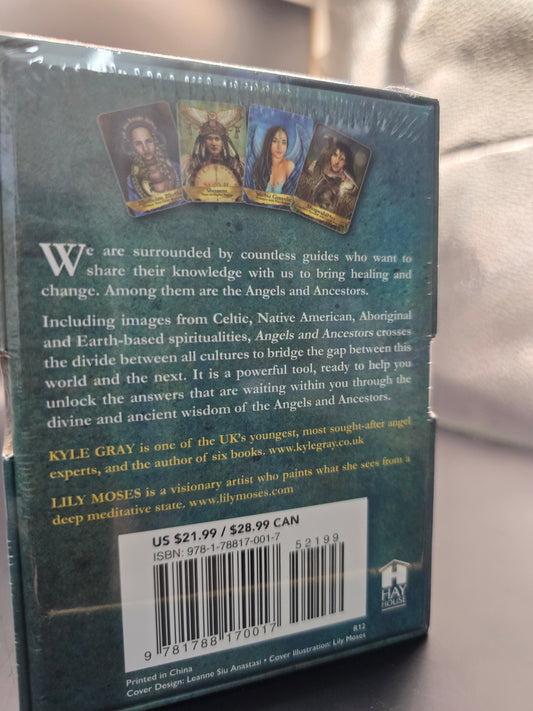 We are surrounded by countless guides who want to
share their knowledge with us to bring healing and
change. Among them are the Angels and Ancestors.
Including images from Celtic, Native American, Aboriginal
and Earth-based spiritualities, Angels and Ancestors crosses
the divide between all cultures to bridge the gap between this
world and the next. It is a powerful tool, ready to help you
unlock the answers that are waiting within you through the
divine and ancient wisdom of the Angels and Ancestors.
KYLE GRAY is one of the UK's youngest, most sought-after angel
experts, and the author of six books. www.kylegray.co.uk
LILY MOSES is a visionary artist who paints what she sees from a
deep meditative state. www.lilymoses.com
US $21.99 / $28.99 CAN
ISBN: 978-1-78817-001-7
52199
9 781788 170017
H
HAY
HOUSE
R12
Printed in China
Cover Design: Leanne Siu Anastasi • Cover Illustration: Lily Moses